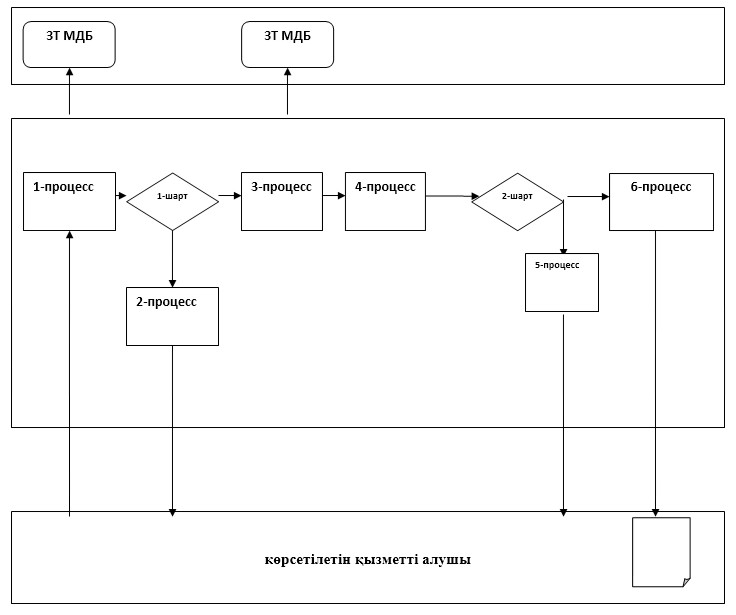 ЗТ МДБ
ЗТ МДБ
1-процесс
1-шарт
3-процесс
4-процесс
2-шарт
6-процесс
5-процесс
2-процесс
көрсетілетін қызметті алушы